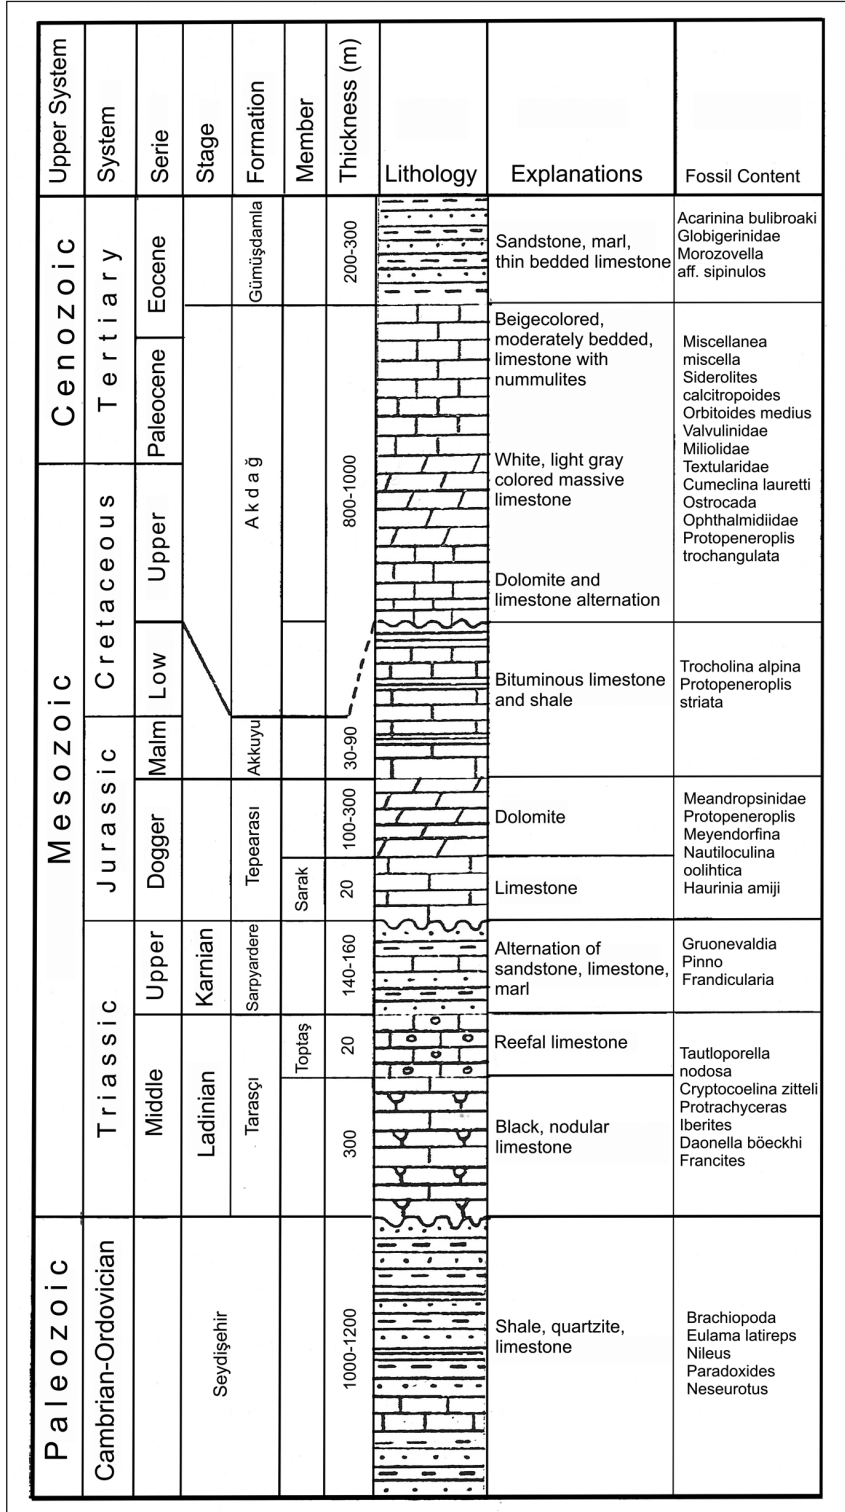 Upper System
System
Serie
Stage
Formation
Member
Thickness (m)
Lithology
Explanations
Fossil Content
Cenozoic
Tertiary
Eocene
Gümüşdamla
200-300
Sandstone, marl,
thin bedded limestone
Acarinina bulibroaki
Globigerinidae
Morozovella
aff. sipinulos
Paleocene
Akdağ
800-1000
Beigecolored,
moderately bedded,
limestone with
nummulites
White, light gray
colored massive
limestone
Dolomite and
limestone alternation
Miscellanea
miscella
Siderolites
calcitropoides
Orbitoides medius
Valvulinidae
Miliolidae
Textularidae
Cumeclina lauretti
Ostrocada
Ophthalmidiidae
Protopeneroplis
trochangulata
Mesozoic
Cretaceous
Upper
Low
Bituminous limestone
and shale
Trocholina alpina
Protopeneroplis
striata
Jurassic
Malm
Akkuyu
30-90
Dogger
Tepearası
100-300
Dolomite
Meandropsinidae
Protopeneroplis
Meyendorfina
Nautiloculina
oolihtica
Haurinia amiji
Sarak
20
Limestone
Triassic
Upper
Karnian
Sarpyardere
140-160
Alternation of
sandstone, limestone,
marl
Gruonevaldia
Pinno
Frandicularia
Middle
Ladinian
Tarasçı
Toptaş
20
Reefal limestone
300
Black, nodular
limestone
Tautloporella
nodosa
Cryptocoelina zitteli
Protrachyceras
Iberites
Daonella böeckhi
Francites
Paleozoic
Cambrian-Ordovician
Seydişehir
1000-1200
Shale, quartzite,
limestone
Brachiopoda
Eulama latireps
Nileus
Paradoxides
Neseurotus